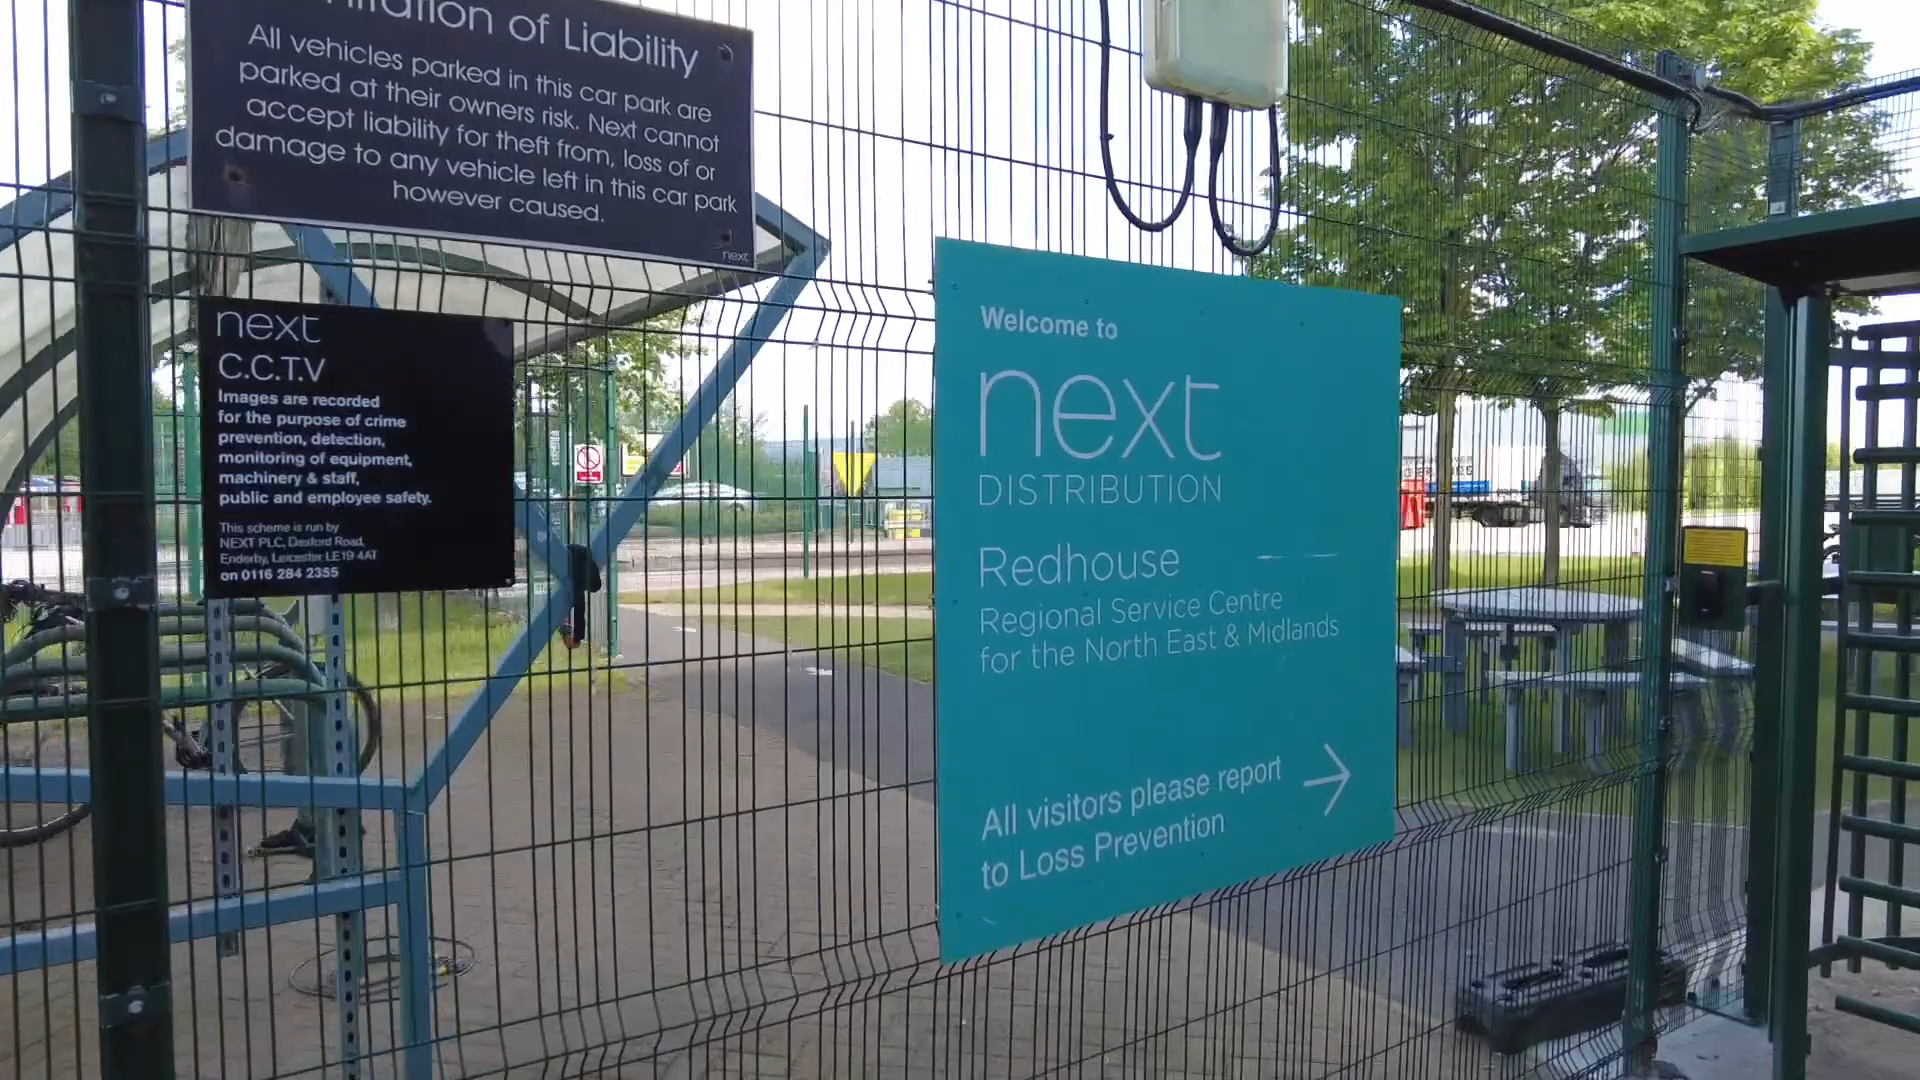 of Liability
All vehicles parked in this car park are
parked at their owners risk. Next cannot
accept liability for theft from, loss of or
damage to any vehicle left in this car park
however caused.
next
next
C.C.T.V
Images are recorded
for the purpose of crime
prevention, detection,
monitoring of equipment,
machinery & staff,
public and employee safety.
This scheme is run by
NEXT PLC, Desford Road,
Enderby, Leicester LE19 4AT
on 0116 284 2355
Welcome to
next
DISTRIBUTION
Redhouse
Regional Service Centre
for the North East & Midlands
All visitors please report
to Loss Prevention